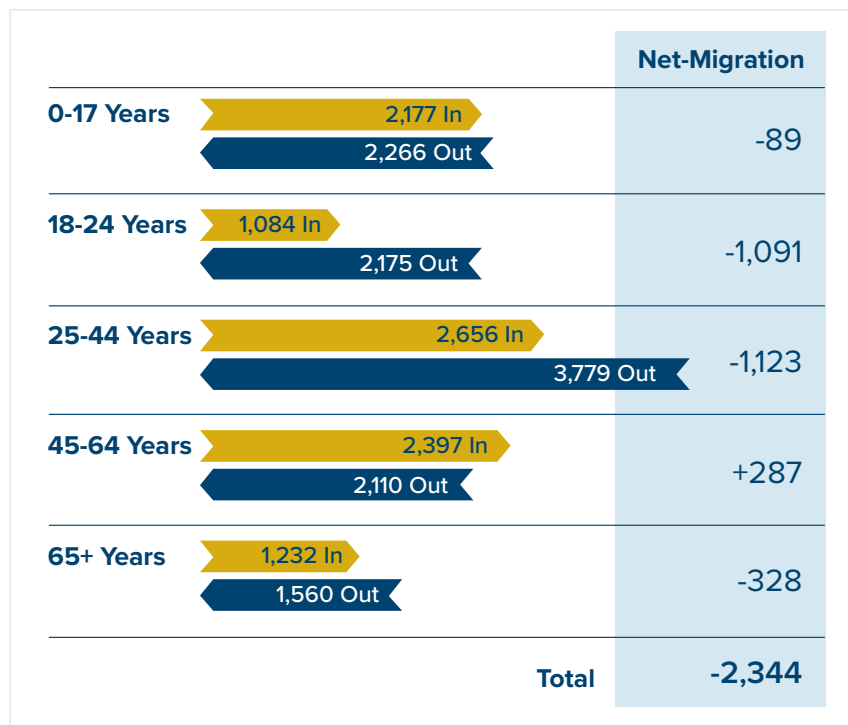 Net-Migration
0-17 Years
2,177 In
2,266 Out
-89
18-24 Years
1,084 In
2,175 Out
-1,091
25-44 Years
2,656 In
3,779 Out
-1,123
45-64 Years
2,397 In
2,110 Out
+287
65+ Years
1,232 In
1,560 Out
-328
Total
-2,344